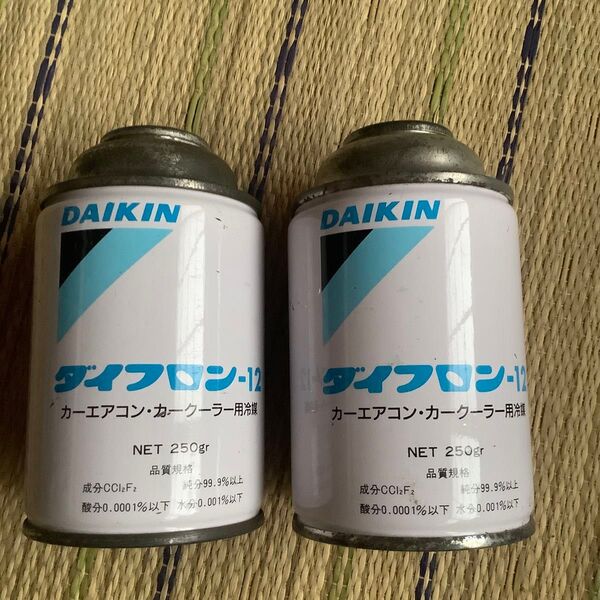 DAIKIN
ダイフロン-12
カーエアコン・カークーラー用冷媒
NET 250gr
品質規格
成分CCl₂F₂ 純分99.9%以上
酸分0.0001%以下 水分0.001%以下
DAIKIN
ダイフロン-12
カーエアコン・カークーラー用冷媒
NET 250gr
品質規格
成分CCl₂F₂ 純分99.9%以上
酸分0.0001%以下 水分0.001%以下